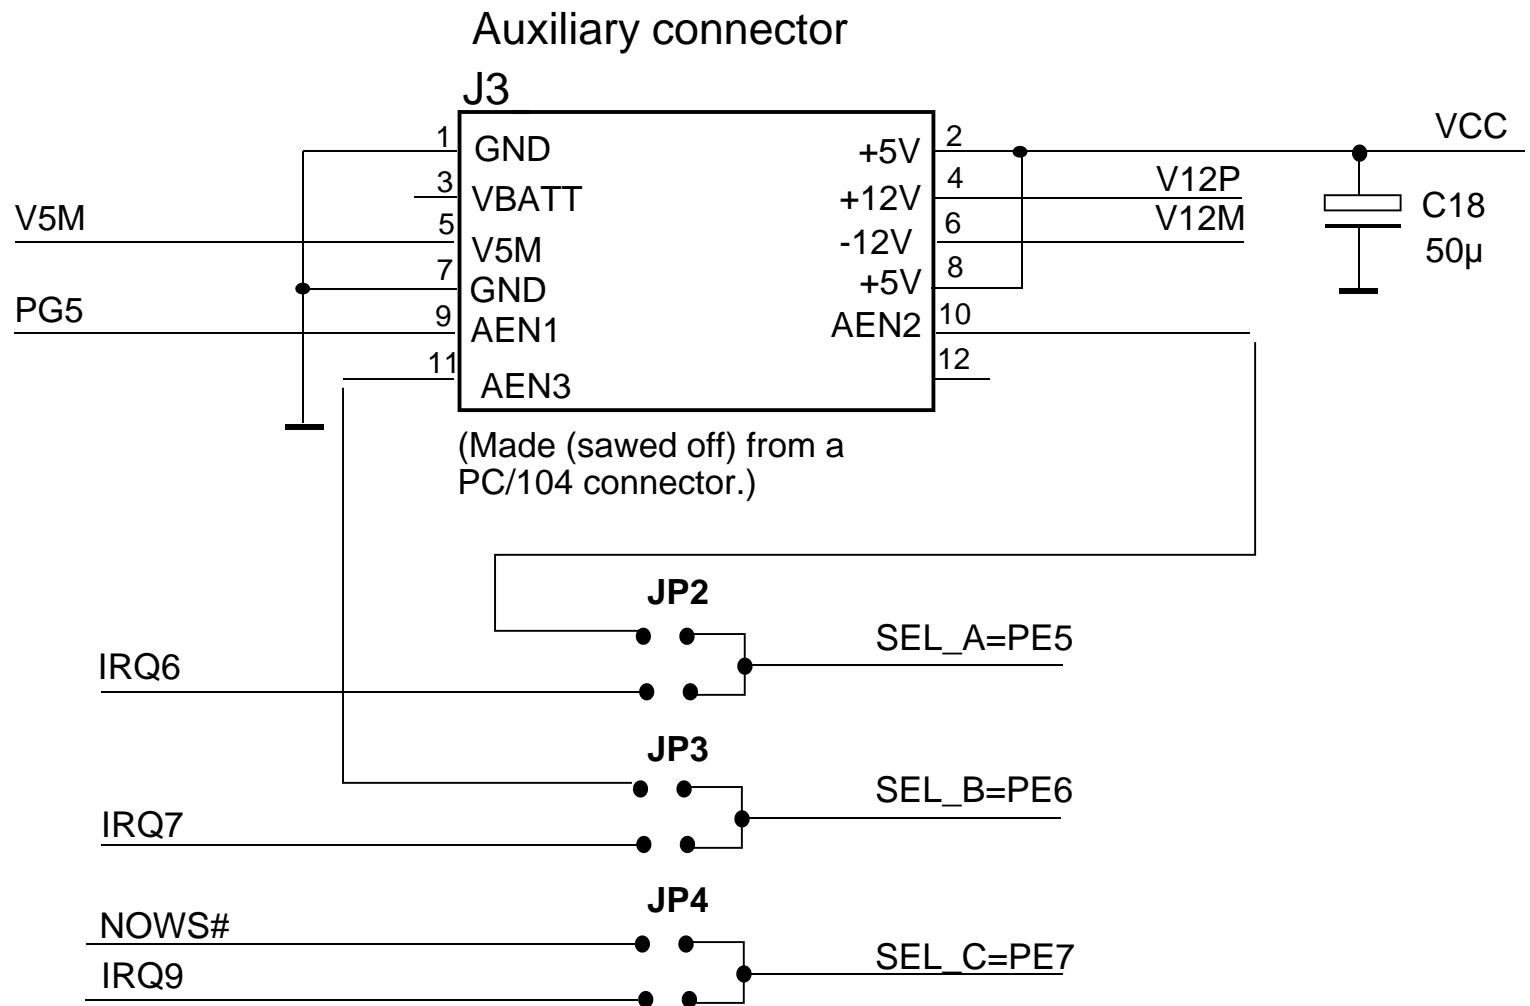 Auxiliary connector
J3
1 GND +5V 2 VCC
3 VBATT +12V 4 V12P
V5M 5 V5M -12V 6 V12M C18
7 GND +5V 8 50µ
PG5 9 AEN1 AEN2 10
11 AEN3 12
(Made (sawed off) from a
PC/104 connector.)
JP2
SEL_A=PE5
IRQ6
JP3
SEL_B=PE6
IRQ7
JP4
NOWS#
SEL_C=PE7
IRQ9